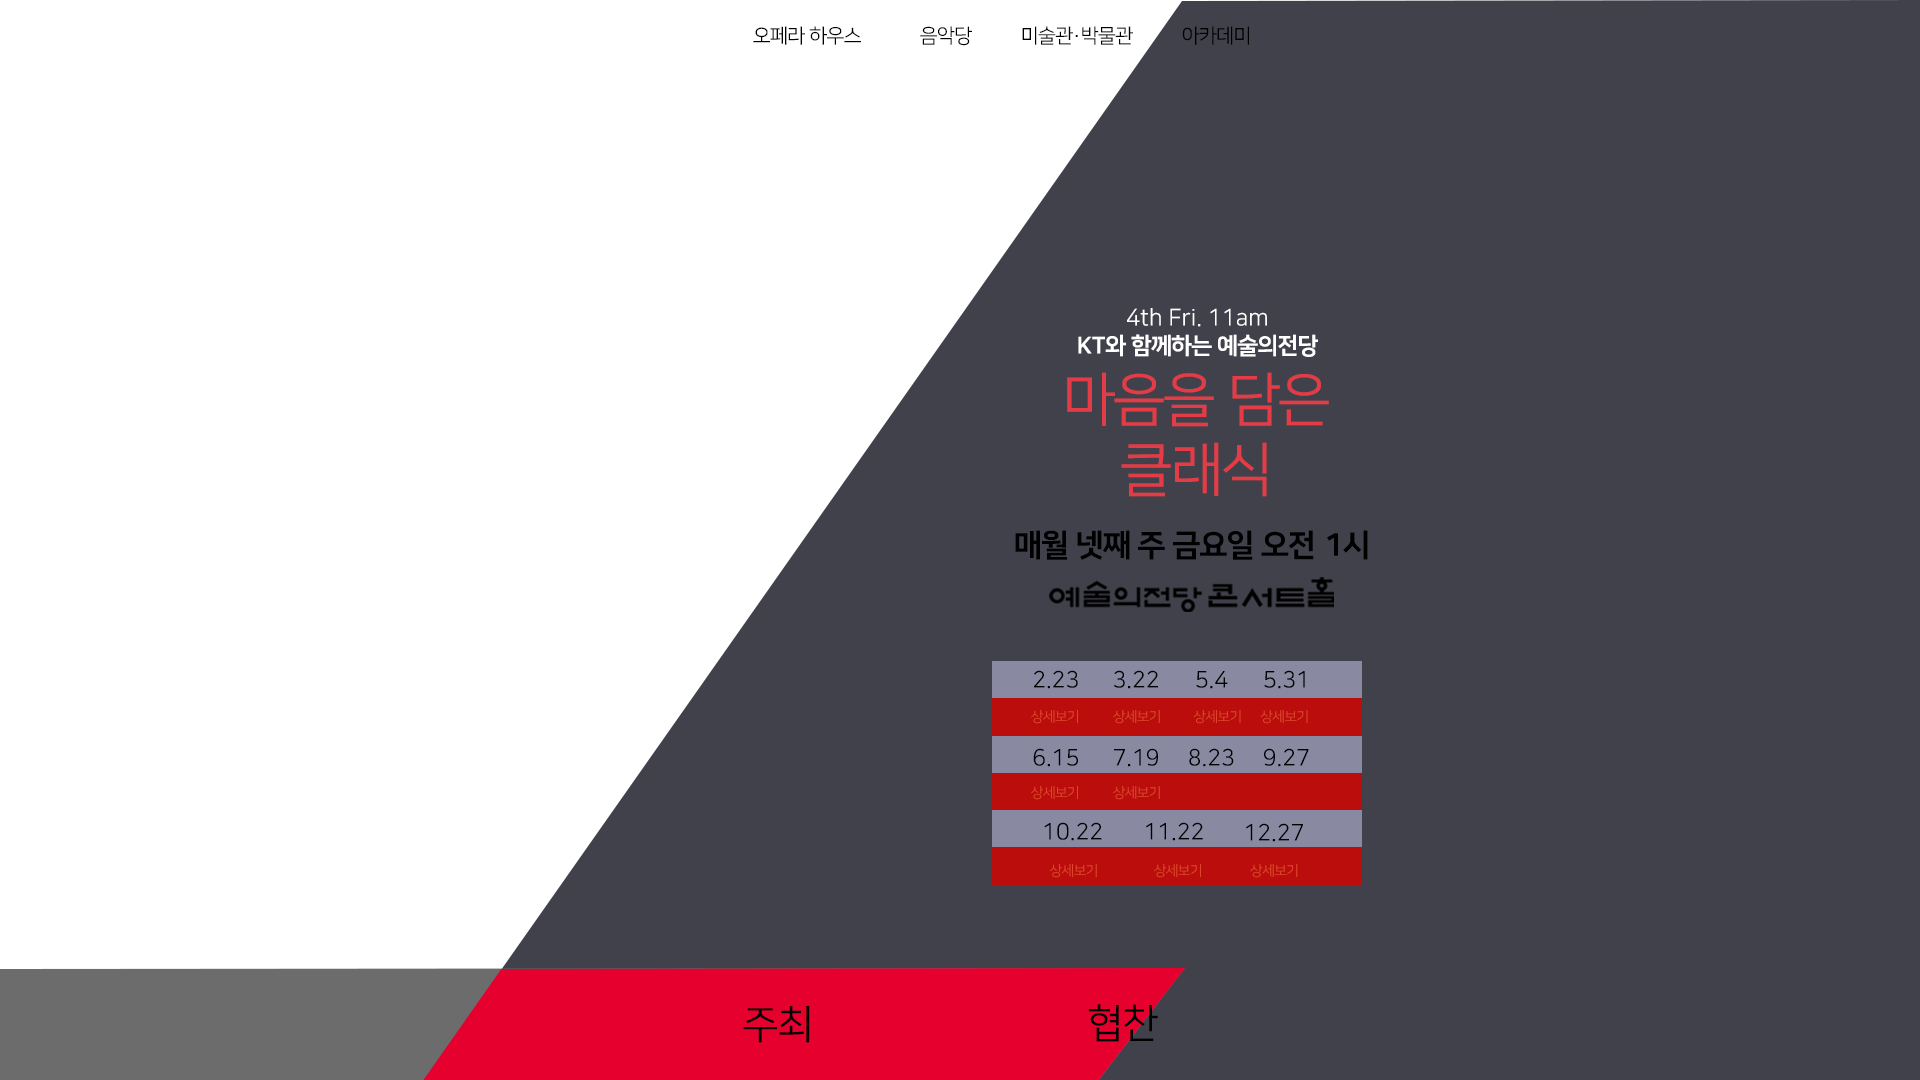 오페라 하우스 음악당 미술관·박물관 아카데미
4th Fri. 11am
KT와 함께하는 예술의전당
마음을 담은
클래식
매월 넷째 주 금요일 오전 1시
예술의전당 콘서트홀
2.23 3.22 5.4 5.31
상세보기 상세보기 상세보기 상세보기
6.15 7.19 8.23 9.27
상세보기 상세보기
10.22 11.22 12.27
상세보기 상세보기 상세보기
주최 협찬